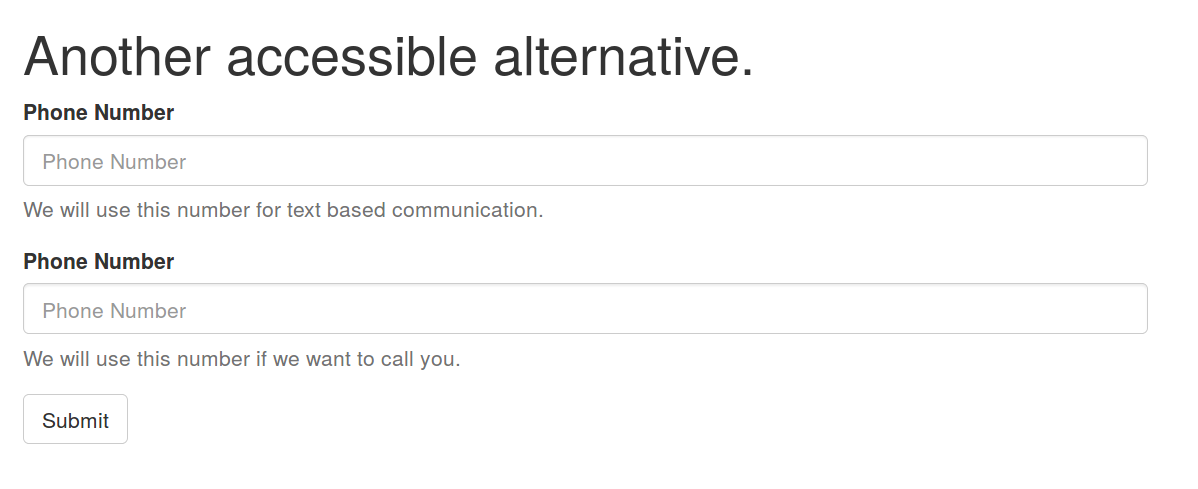 Another accessible alternative.
Phone Number
Phone Number
We will use this number for text based communication.
Phone Number
Phone Number
We will use this number if we want to call you.
Submit